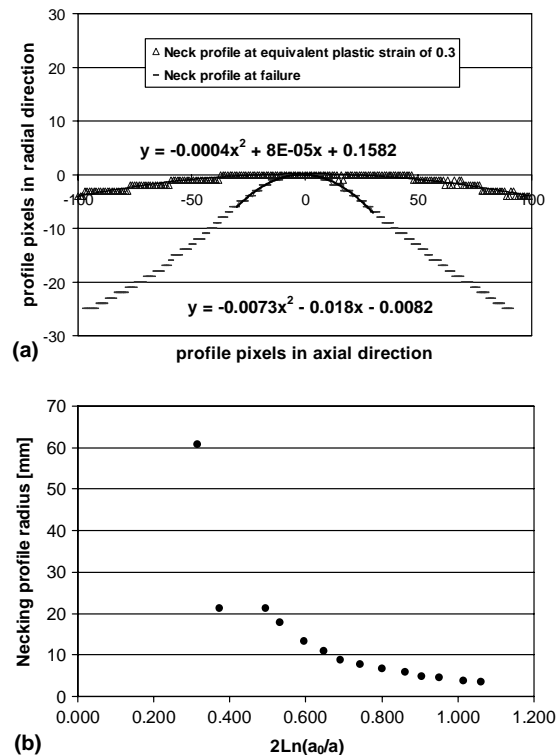 30
20
10
0
-10
-20
-30
-100
-50
0
50
100
△ Neck profile at equivalent plastic strain of 0.3
– Neck profile at failure
y = -0.0004x² + 8E-05x + 0.1582
y = -0.0073x² - 0.018x - 0.0082
profile pixels in radial direction
profile pixels in axial direction
(a)
70
60
50
40
30
20
10
0
0.000 0.200 0.400 0.600 0.800 1.000 1.200
Necking profile radius [mm]
2Ln(a₀/a)
(b)